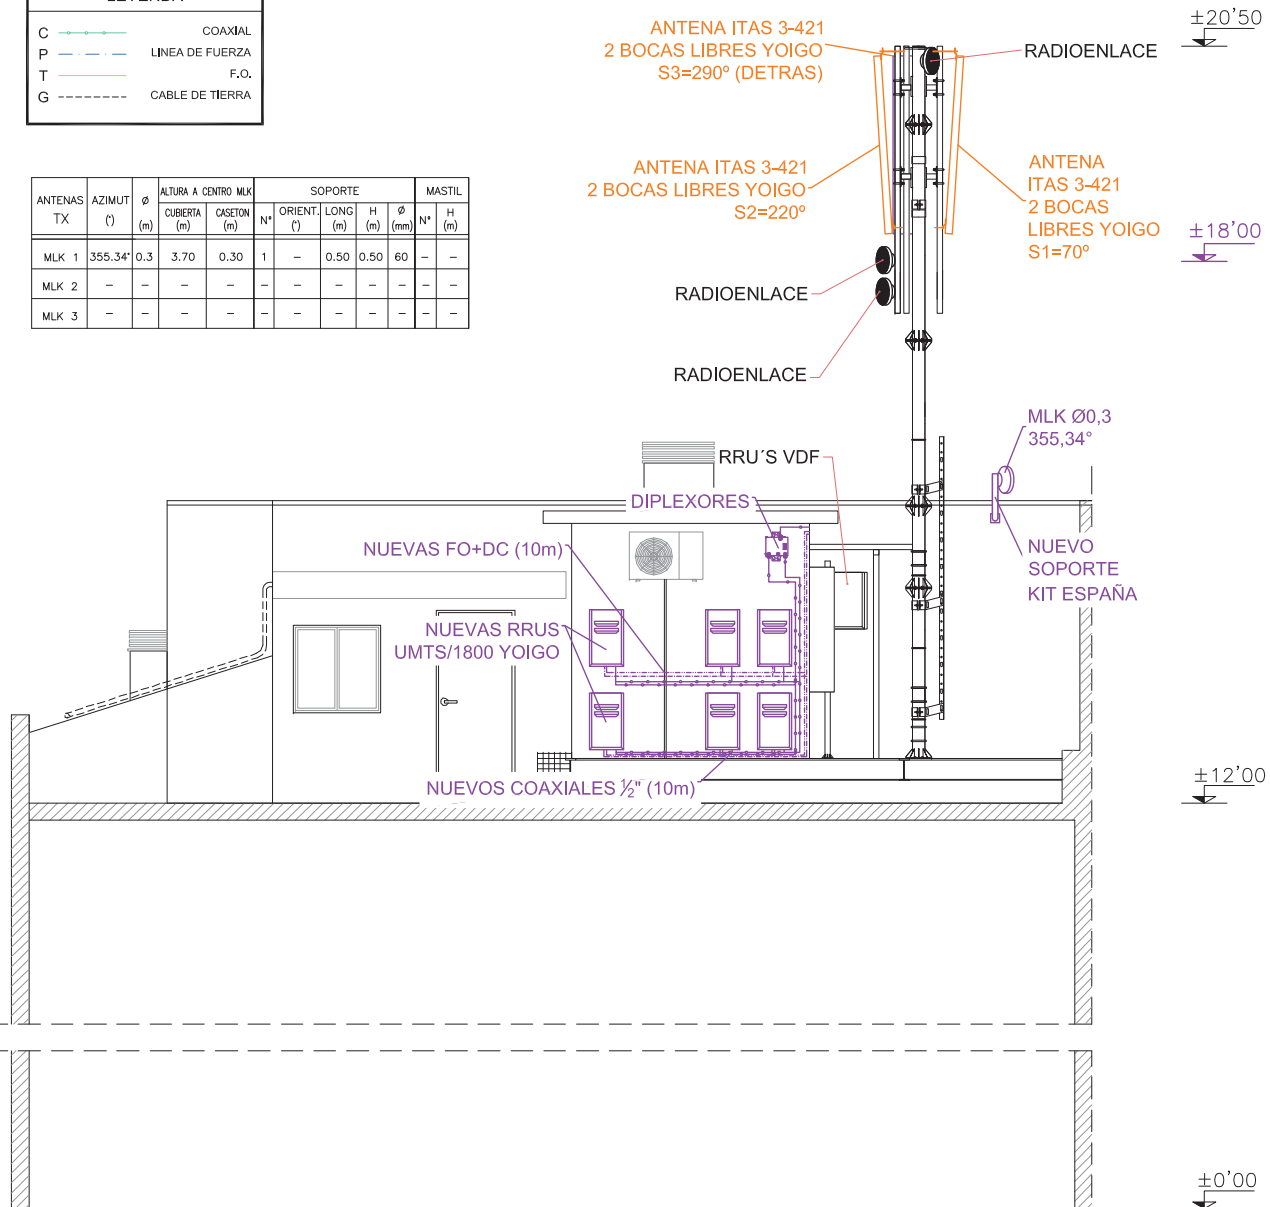 C COAXIAL
P LINEA DE FUERZA
T F.O.
G CABLE DE TIERRA
ANTENAS TX AZIMUT (°) Ø (m) ALTURA A CENTRO MLK SOPORTE MASTIL
CUBIERTA (m) CASETON (m) N° ORIENT. (°) LONG (m) H (m) Ø (mm) N° H (m)
MLK 1 355.34° 0.3 3.70 0.30 1 – 0.50 0.50 60 – –
MLK 2 – – – – – – – – – – –
MLK 3 – – – – – – – – – – –
ANTENA ITAS 3-421
2 BOCAS LIBRES YOIGO
S3=290º (DETRAS)
RADIOENLACE
±20'50
ANTENA ITAS 3-421
2 BOCAS LIBRES YOIGO
S2=220º
ANTENA
ITAS 3-421
2 BOCAS
LIBRES YOIGO
S1=70º
±18'00
RADIOENLACE
RADIOENLACE
MLK Ø0,3
355,34°
RRU´S VDF
DIPLEXORES
NUEVAS FO+DC (10m)
NUEVO
SOPORTE
KIT ESPAÑA
NUEVAS RRUS
UMTS/1800 YOIGO
NUEVOS COAXIALES ½" (10m)
±12'00
±0'00